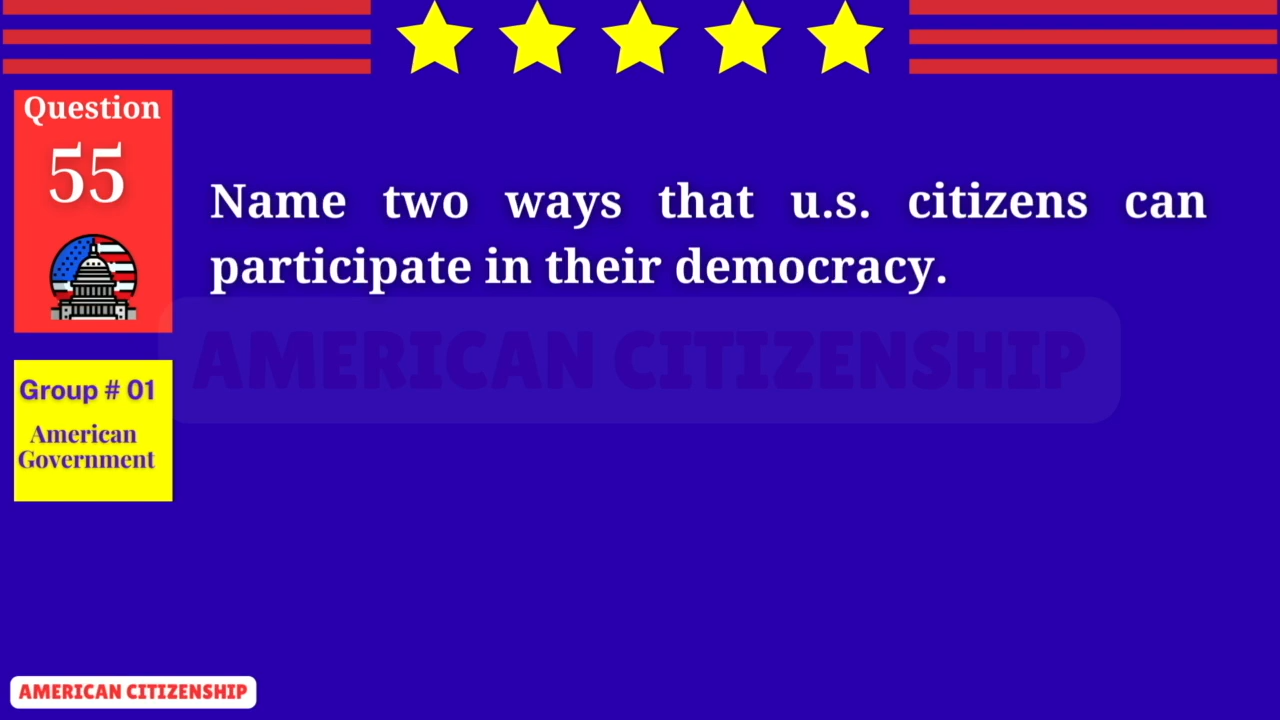 Question
55
Name two ways that u.s. citizens can
participate in their democracy.
AMERICAN CITIZENSHIP
Group # 01
American
Government
AMERICAN CITIZENSHIP